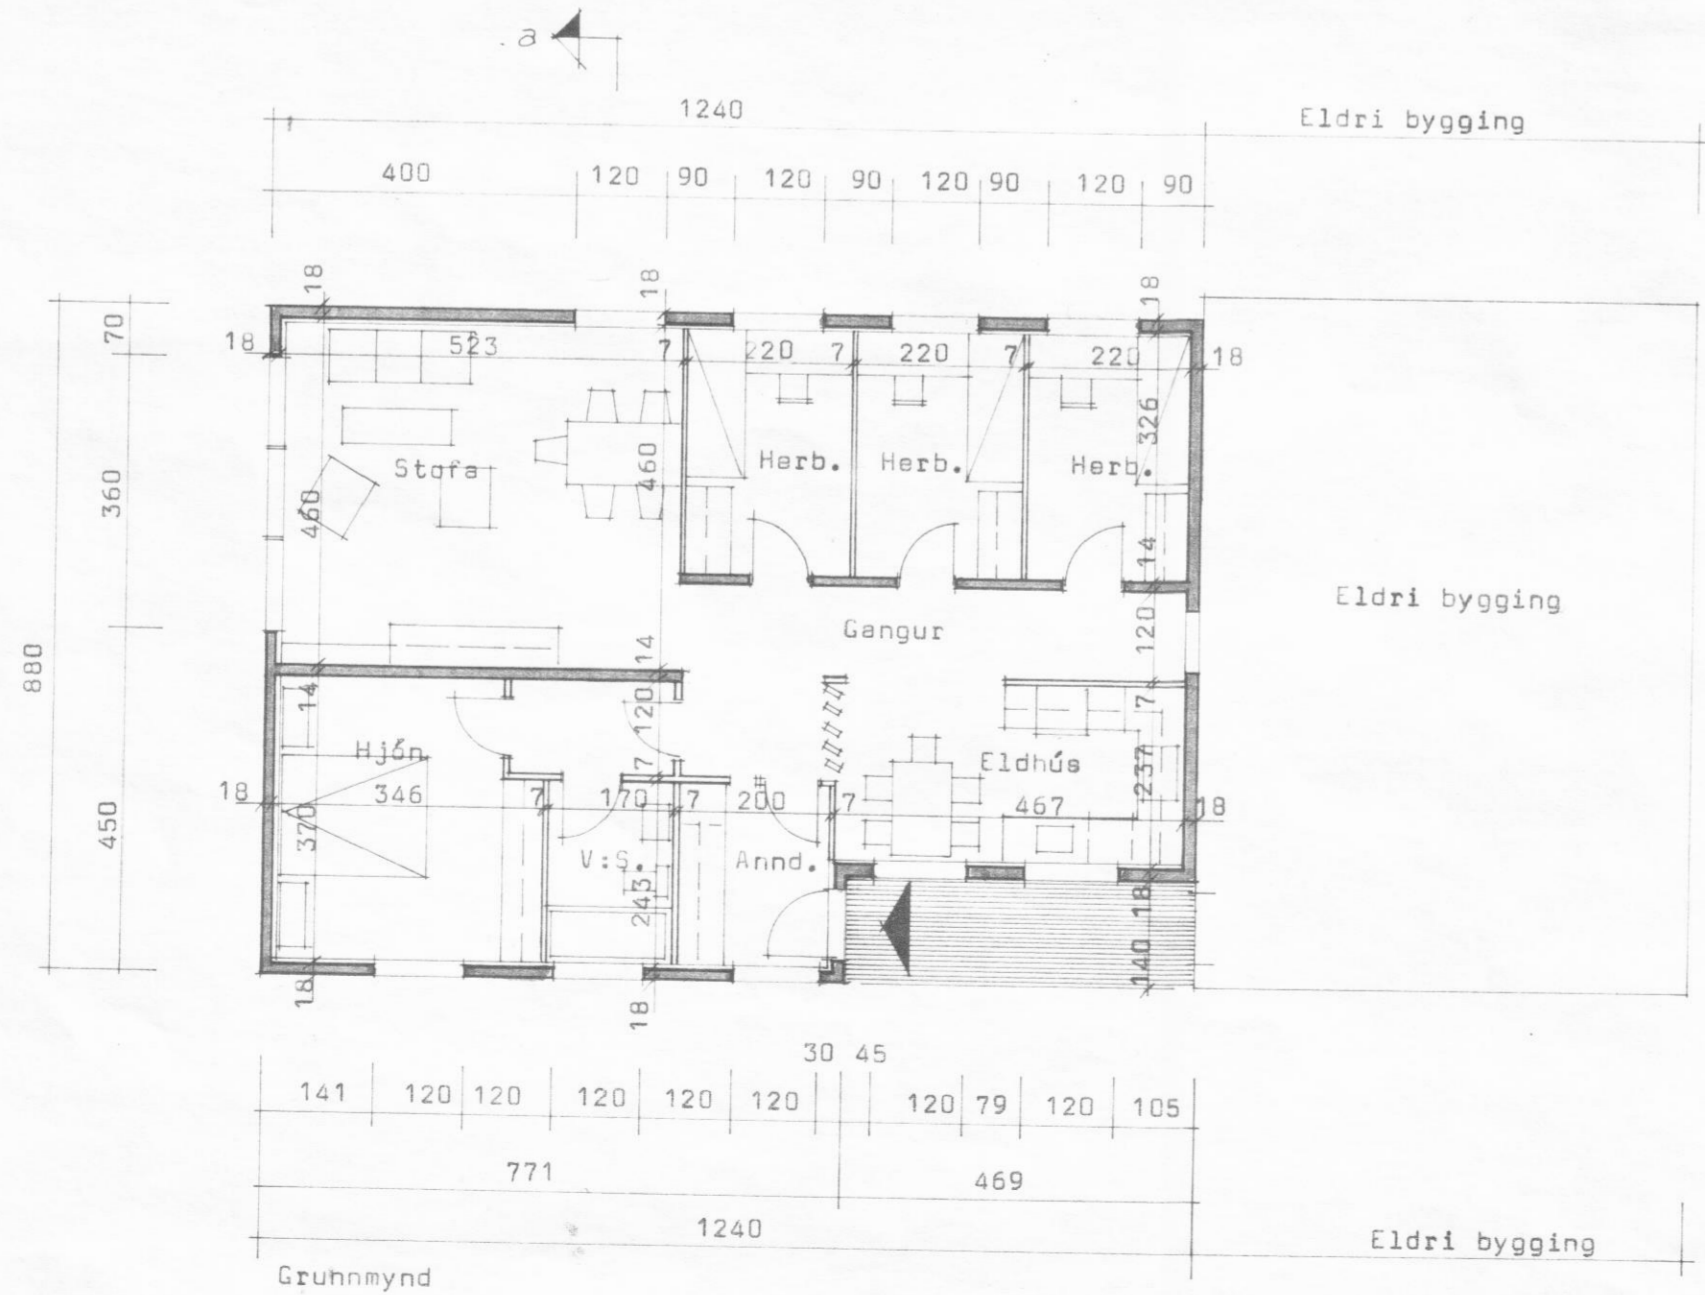 a
1240
Eldri bygging
400 120 90 120 90 120 90 120 90
18 18 18
70
18 523 7 220 7 220 7 220 18
326
Stofa Herb. Herb. Herb.
460 460
360
14
14 Gangur 120
880
14 120 7
Hjón Eldhús 237
Eldri bygging
18 346 7 170 7 200 7 467 18
450
370 V:S. Annd.
243
18 18 18 140
30 45
141 120 120 120 120 120 120 79 120 105
771 469
1240
Eldri bygging
Grunnmynd